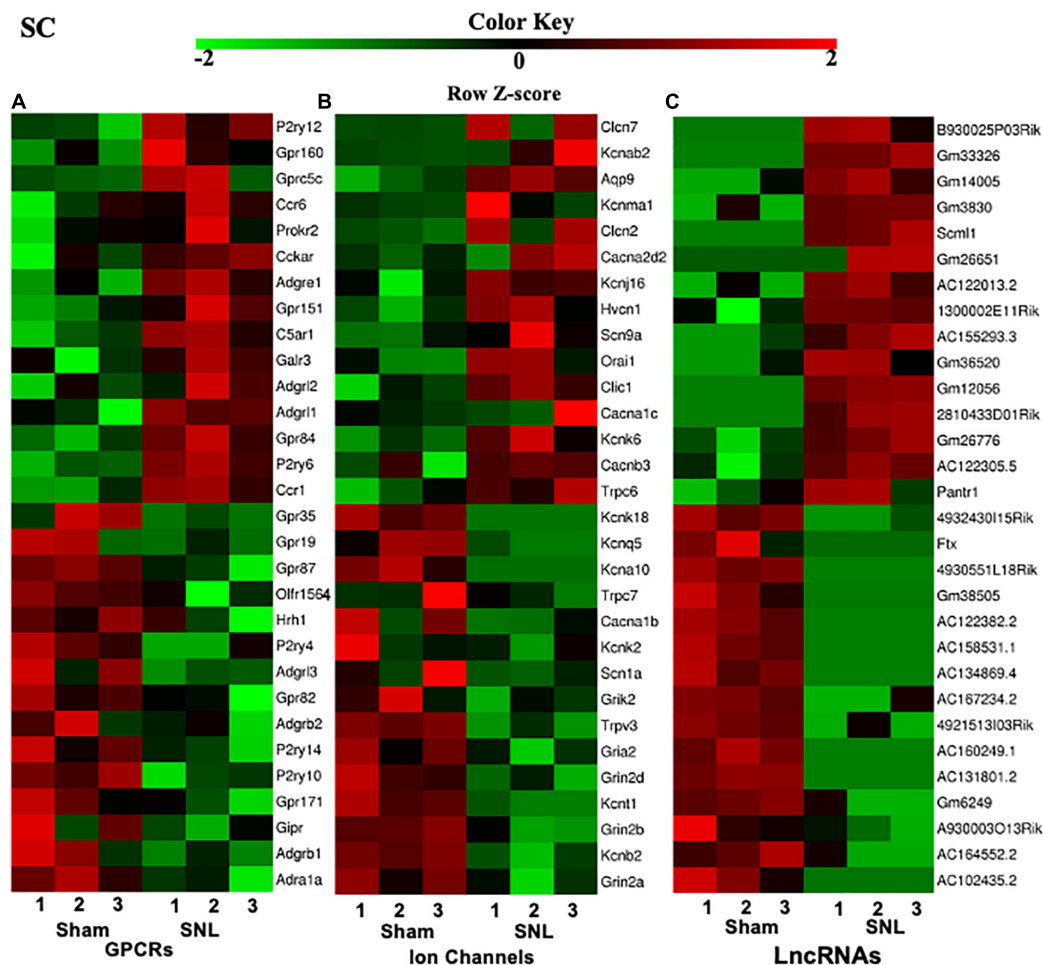 SC
Color Key
-2 0 2
Row Z-score
A
P2ry12
Gpr160
Gprc5c
Ccr6
Prokr2
Cckar
Adgre1
Gpr151
C5ar1
Galr3
Adgrl2
Adgrl1
Gpr84
P2ry6
Ccr1
Gpr35
Gpr19
Gpr87
Olfr1564
Hrh1
P2ry4
Adgrl3
Gpr82
Adgrb2
P2ry14
P2ry10
Gpr171
Gipr
Adgrb1
Adra1a
1 2 3 1 2 3
Sham SNL
GPCRs
B
Clcn7
Kcnab2
Aqp9
Kcnma1
Clcn2
Cacna2d2
Kcnj16
Hvcn1
Scn9a
Orai1
Clic1
Cacna1c
Kcnk6
Cacnb3
Trpc6
Kcnk18
Kcnq5
Kcna10
Trpc7
Cacna1b
Kcnk2
Scn1a
Grik2
Trpv3
Gria2
Grin2d
Kcnt1
Grin2b
Kcnb2
Grin2a
1 2 3 1 2 3
Sham SNL
Ion Channels
C
B930025P03Rik
Gm33326
Gm14005
Gm3830
Scml1
Gm26651
AC122013.2
1300002E11Rik
AC155293.3
Gm36520
Gm12056
2810433D01Rik
Gm26776
AC122305.5
Pantr1
4932430I15Rik
Ftx
4930551L18Rik
Gm38505
AC122382.2
AC158531.1
AC134869.4
AC167234.2
4921513I03Rik
AC160249.1
AC131801.2
Gm6249
A930003O13Rik
AC164552.2
AC102435.2
1 2 3 1 2 3
Sham SNL
LncRNAs